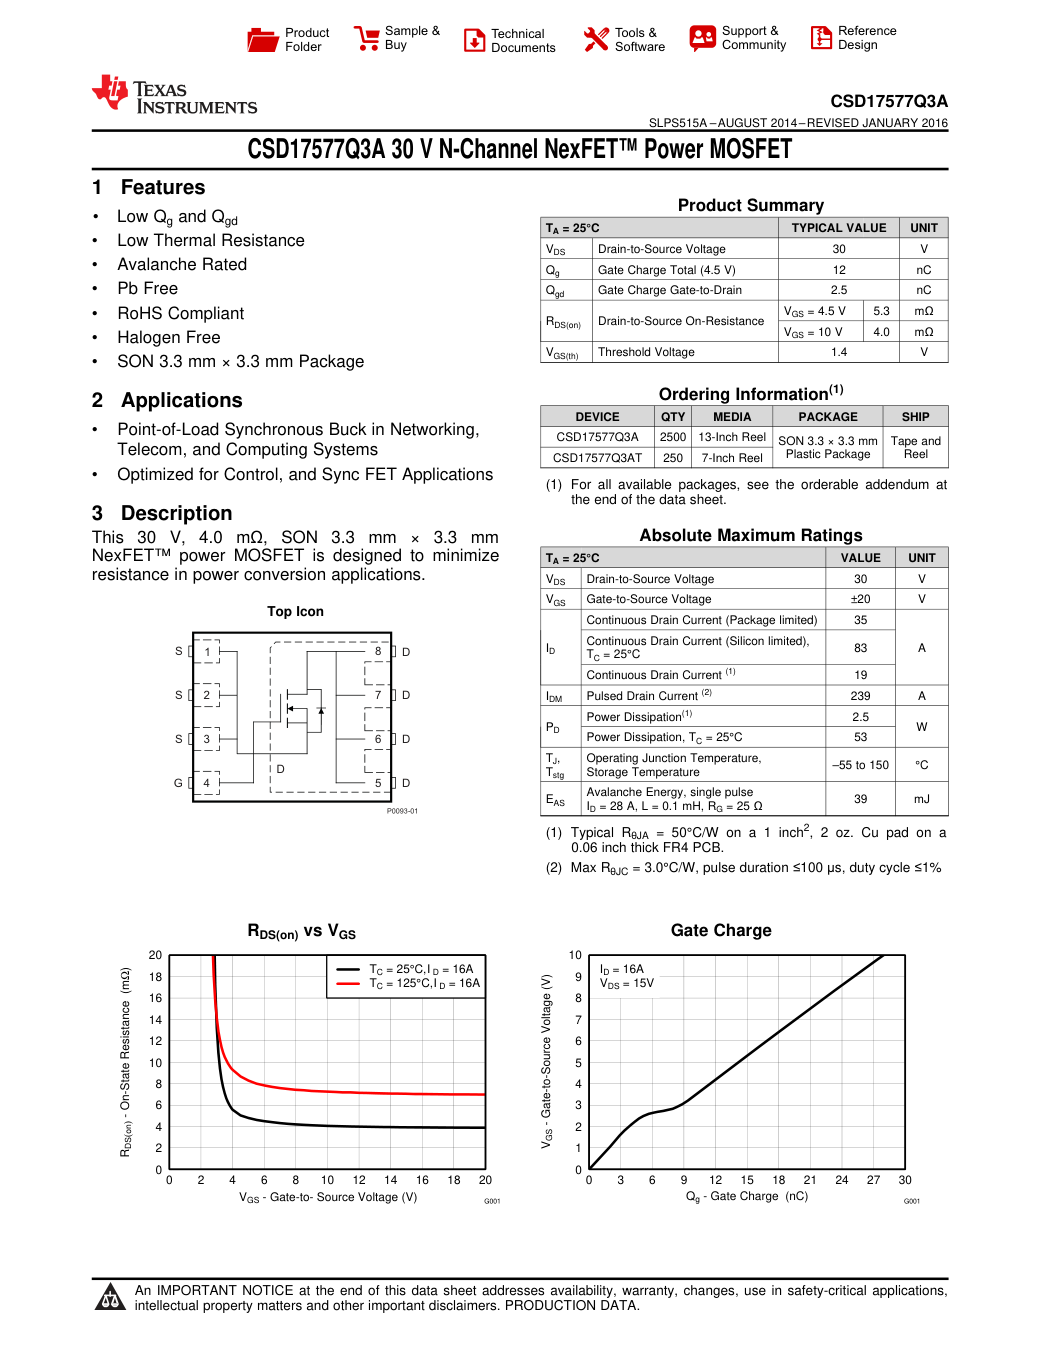 Product Folder
Sample & Buy
Technical Documents
Tools & Software
Support & Community
Reference Design
TEXAS INSTRUMENTS
CSD17577Q3A
SLPS515A –AUGUST 2014–REVISED JANUARY 2016
CSD17577Q3A 30 V N-Channel NexFET™ Power MOSFET
1 Features
• Low Qg and Qgd
• Low Thermal Resistance
• Avalanche Rated
• Pb Free
• RoHS Compliant
• Halogen Free
• SON 3.3 mm × 3.3 mm Package
2 Applications
• Point-of-Load Synchronous Buck in Networking,
Telecom, and Computing Systems
• Optimized for Control, and Sync FET Applications
3 Description
This 30 V, 4.0 mΩ, SON 3.3 mm × 3.3 mm
NexFET™ power MOSFET is designed to minimize
resistance in power conversion applications.
Top Icon
S 1 8 D
S 2 7 D
S 3 6 D
D
G 4 5 D
P0093-01
Product Summary
TA = 25°C TYPICAL VALUE UNIT
VDS Drain-to-Source Voltage 30 V
Qg Gate Charge Total (4.5 V) 12 nC
Qgd Gate Charge Gate-to-Drain 2.5 nC
RDS(on) Drain-to-Source On-Resistance VGS = 4.5 V 5.3 mΩ
VGS = 10 V 4.0 mΩ
VGS(th) Threshold Voltage 1.4 V
Ordering Information(1)
DEVICE QTY MEDIA PACKAGE SHIP
CSD17577Q3A 2500 13-Inch Reel SON 3.3 × 3.3 mm Plastic Package Tape and Reel
CSD17577Q3AT 250 7-Inch Reel
(1) For all available packages, see the orderable addendum at
the end of the data sheet.
Absolute Maximum Ratings
TA = 25°C VALUE UNIT
VDS Drain-to-Source Voltage 30 V
VGS Gate-to-Source Voltage ±20 V
ID Continuous Drain Current (Package limited) 35 A
Continuous Drain Current (Silicon limited), TC = 25°C 83
Continuous Drain Current (1) 19
IDM Pulsed Drain Current (2) 239 A
PD Power Dissipation(1) 2.5 W
Power Dissipation, TC = 25°C 53
TJ, Tstg Operating Junction Temperature, Storage Temperature –55 to 150 °C
EAS Avalanche Energy, single pulse ID = 28 A, L = 0.1 mH, RG = 25 Ω 39 mJ
(1) Typical RθJA = 50°C/W on a 1 inch2, 2 oz. Cu pad on a
0.06 inch thick FR4 PCB.
(2) Max RθJC = 3.0°C/W, pulse duration ≤100 μs, duty cycle ≤1%
RDS(on) vs VGS
TC = 25°C, I D = 16A
TC = 125°C, I D = 16A
RDS(on) - On-State Resistance (mΩ)
20
18
16
14
12
10
8
6
4
2
0
0 2 4 6 8 10 12 14 16 18 20
VGS - Gate-to- Source Voltage (V)
G001
Gate Charge
ID = 16A
VDS = 15V
VGS - Gate-to-Source Voltage (V)
10
9
8
7
6
5
4
3
2
1
0
0 3 6 9 12 15 18 21 24 27 30
Qg - Gate Charge (nC)
G001
An IMPORTANT NOTICE at the end of this data sheet addresses availability, warranty, changes, use in safety-critical applications,
intellectual property matters and other important disclaimers. PRODUCTION DATA.